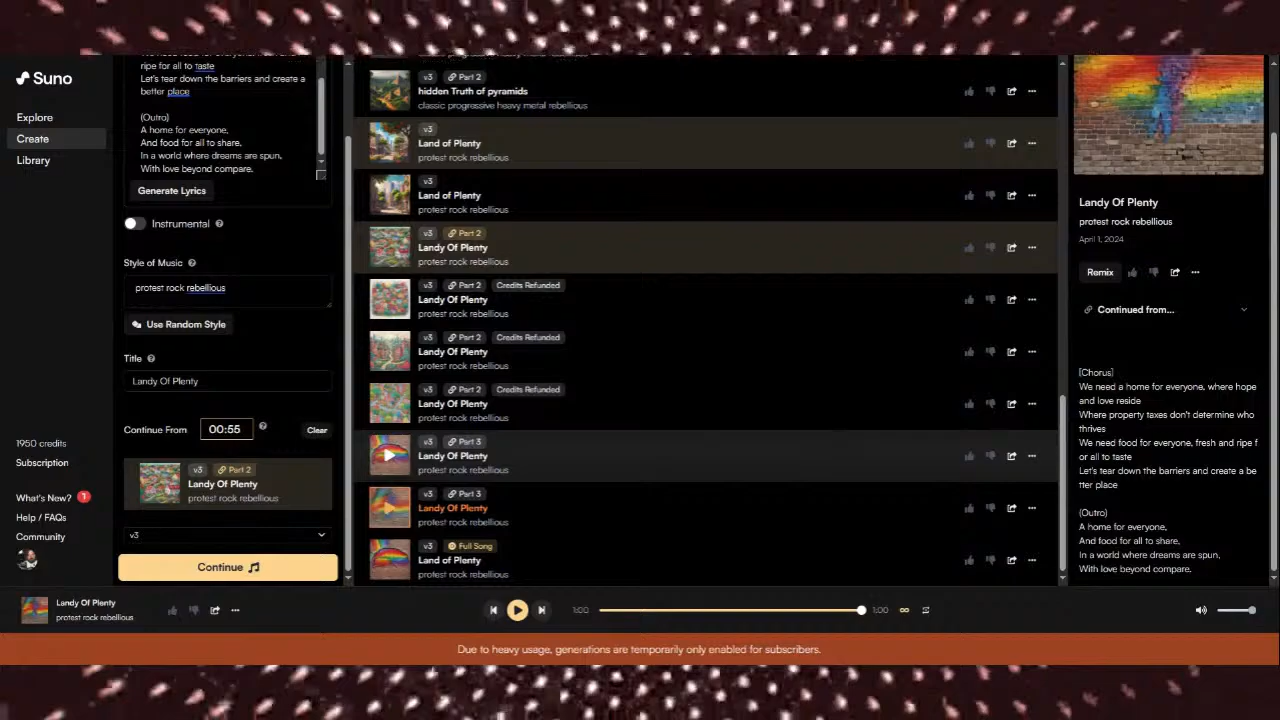 Suno
Explore
Create
Library
1950 credits
Subscription
What's New? 1
Help / FAQs
Community
ripe for all to taste
Let's tear down the barriers and create a
better place
(Outro)
A home for everyone,
And food for all to share,
In a world where dreams are spun,
With love beyond compare.
Generate Lyrics
Instrumental
Style of Music
protest rock rebellious
Use Random Style
Title
Landy Of Plenty
Continue From 00:55 Clear
v3 Part 2
Landy Of Plenty
protest rock rebellious
v3
Continue
v3 Part 2
hidden Truth of pyramids
classic progressive heavy metal rebellious
v3
Land of Plenty
protest rock rebellious
v3
Land of Plenty
protest rock rebellious
v3 Part 2
Landy Of Plenty
protest rock rebellious
v3 Part 2 Credits Refunded
Landy Of Plenty
protest rock rebellious
v3 Part 2 Credits Refunded
Landy Of Plenty
protest rock rebellious
v3 Part 2 Credits Refunded
Landy Of Plenty
protest rock rebellious
v3 Part 3
Landy Of Plenty
protest rock rebellious
v3 Part 3
Landy Of Plenty
protest rock rebellious
v3 Full Song
Land of Plenty
protest rock rebellious
Landy Of Plenty
protest rock rebellious
April 1, 2024
Remix
Continued from...
[Chorus]
We need a home for everyone, where hope
and love reside
Where property taxes don't determine who
thrives
We need food for everyone, fresh and ripe f
or all to taste
Let's tear down the barriers and create a be
tter place
(Outro)
A home for everyone,
And food for all to share,
In a world where dreams are spun,
With love beyond compare.
Landy Of Plenty
protest rock rebellious
1:00 1:00
Due to heavy usage, generations are temporarily only enabled for subscribers.